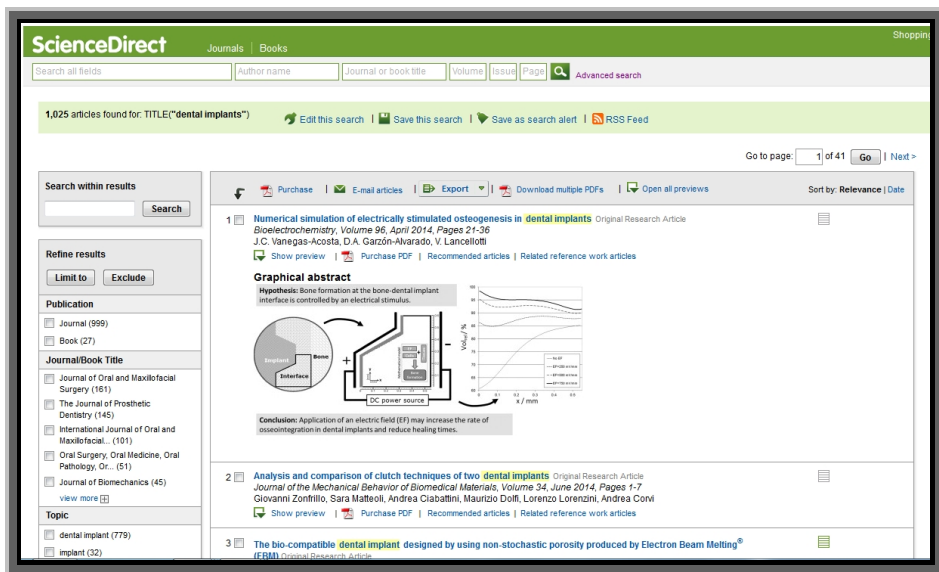 Shopping
ScienceDirect
Journals | Books
Search all fields
Author name
Journal or book title
Volume
Issue
Page
Advanced search
1,025 articles found for: TITLE("dental implants")
Edit this search | Save this search | Save as search alert | RSS Feed
Go to page: 1 of 41 Go | Next >
Search within results
Search
Refine results
Limit to Exclude
Publication
Journal (999)
Book (27)
Journal/Book Title
Journal of Oral and Maxillofacial
Surgery (161)
The Journal of Prosthetic
Dentistry (145)
International Journal of Oral and
Maxillofacial... (101)
Oral Surgery, Oral Medicine, Oral
Pathology, Or... (51)
Journal of Biomechanics (45)
view more
Topic
dental implant (779)
implant (32)
Purchase | E-mail articles | Export | Download multiple PDFs | Open all previews
Sort by: Relevance | Date
1 Numerical simulation of electrically stimulated osteogenesis in dental implants Original Research Article
Bioelectrochemistry, Volume 96, April 2014, Pages 21-36
J.C. Vanegas-Acosta, D.A. Garzón-Alvarado, V. Lancellotti
Show preview | Purchase PDF | Recommended articles | Related reference work articles
Graphical abstract
Hypothesis: Bone formation at the bone-dental implant
interface is controlled by an electrical stimulus.
Implant
Bone
Interface
+
-
DC power source
x / mm
Conclusion: Application of an electric field (EF) may increase the rate of
osseointegration in dental implants and reduce healing times.
2 Analysis and comparison of clutch techniques of two dental implants Original Research Article
Journal of the Mechanical Behavior of Biomedical Materials, Volume 34, June 2014, Pages 1-7
Giovanni Zonfrillo, Sara Matteoli, Andrea Ciabattini, Maurizio Dolfi, Lorenzo Lorenzini, Andrea Corvi
Show preview | Purchase PDF | Recommended articles | Related reference work articles
3 The bio-compatible dental implant designed by using non-stochastic porosity produced by Electron Beam Melting®
(EBM) Original Research Article